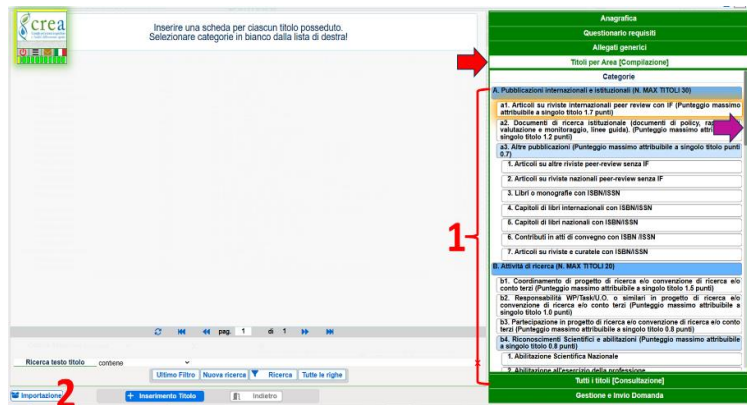 crea
Inserire una scheda per ciascun titolo posseduto.
Selezionare categorie in bianco dalla lista di destra!
Anagrafica
Questionario requisiti
Allegati generici
Titoli per Area [Compilazione]
Categorie
A. Pubblicazioni internazionali e istituzionali (N. MAX TITOLI 30)
a1. Articoli su riviste internazionali peer review con IF (Punteggio massimo
attribuibile a singolo titolo 1.7 punti)
a2. Documenti di ricerca istituzionale (documenti di policy,
valutazione e monitoraggio, linee guida). (Punteggio massimo
singolo titolo 1.2 punti)
a3. Altre pubblicazioni (Punteggio massimo attribuibile a singolo titolo punti
0.7)
1. Articoli su altre riviste peer-review senza IF
2. Articoli su riviste nazionali peer-review senza IF
3. Libri o monografie con ISBN/ISSN
4. Capitoli di libri internazionali con ISBN/ISSN
5. Capitoli di libri nazionali con ISBN/ISSN
6. Contributi in atti di convegno con ISBN /ISSN
7. Articoli su riviste e curatele con ISBN/ISSN
1
B. Attività di ricerca (N. MAX TITOLI 20)
b1. Coordinamento di progetto di ricerca e/o convenzione di ricerca e/o
conto terzi (Punteggio massimo attribuibile a singolo titolo 1.5 punti)
b2. Responsabilità WP/Task/U.O. o similari in progetto di ricerca e/o
convenzione di ricerca e/o conto terzi (Punteggio massimo attribuibile a
singolo titolo 1.0 punti)
b3. Partecipazione in progetto di ricerca e/o convenzione di ricerca e/o conto
terzi (Punteggio massimo attribuibile a singolo titolo 0.8 punti)
b4. Riconoscimenti Scientifici e abilitazioni (Punteggio massimo attribuibile
a singolo titolo 0.8 punti)
1. Abilitazione Scientifica Nazionale
2. Abilitazione all'esercizio della professione
pag. 1 di 1
Ricerca testo titolo contiene x
Ultimo Filtro Nuova ricerca Ricerca Tutte le righe
Tutti i titoli [Consultazione]
2
Importazione + Inserimento Titolo Indietro
Gestione e Invio Domanda